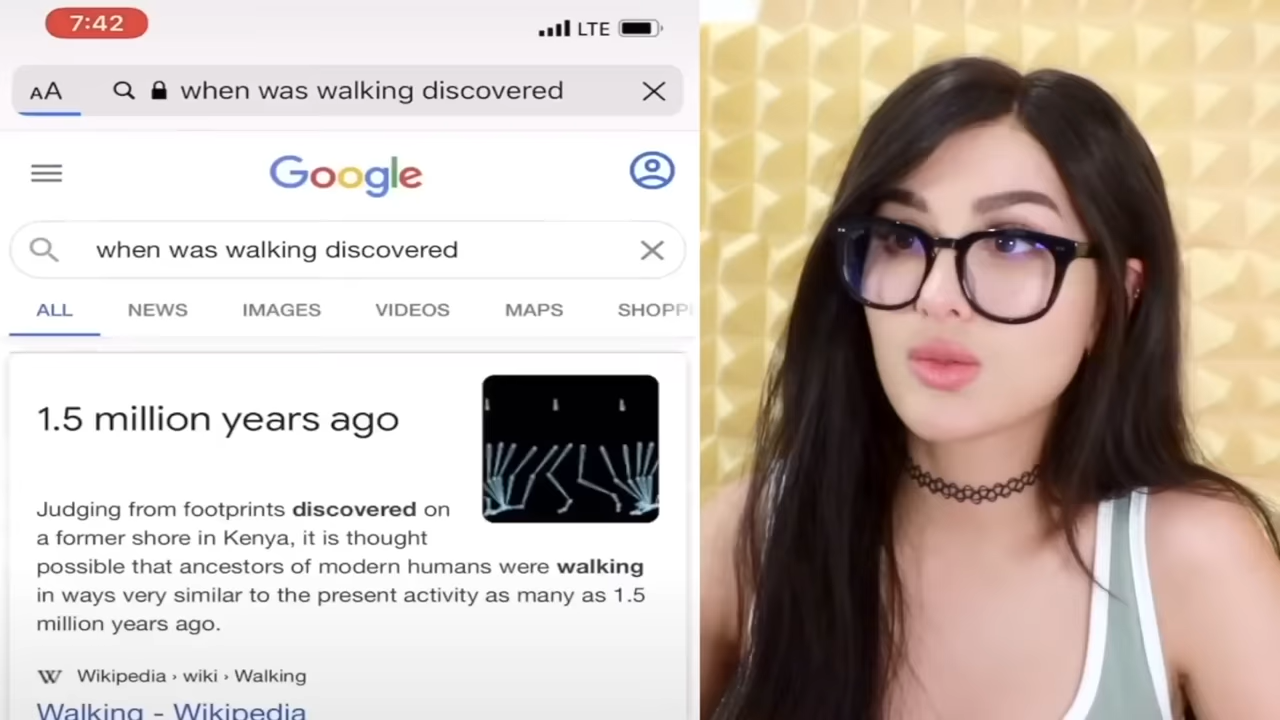 7:42
LTE
AA
when was walking discovered
Google
when was walking discovered
ALL NEWS IMAGES VIDEOS MAPS SHOPP
1.5 million years ago
Judging from footprints discovered on
a former shore in Kenya, it is thought
possible that ancestors of modern humans were walking
in ways very similar to the present activity as many as 1.5
million years ago.
W Wikipedia › wiki › Walking
Walking - Wikipedia